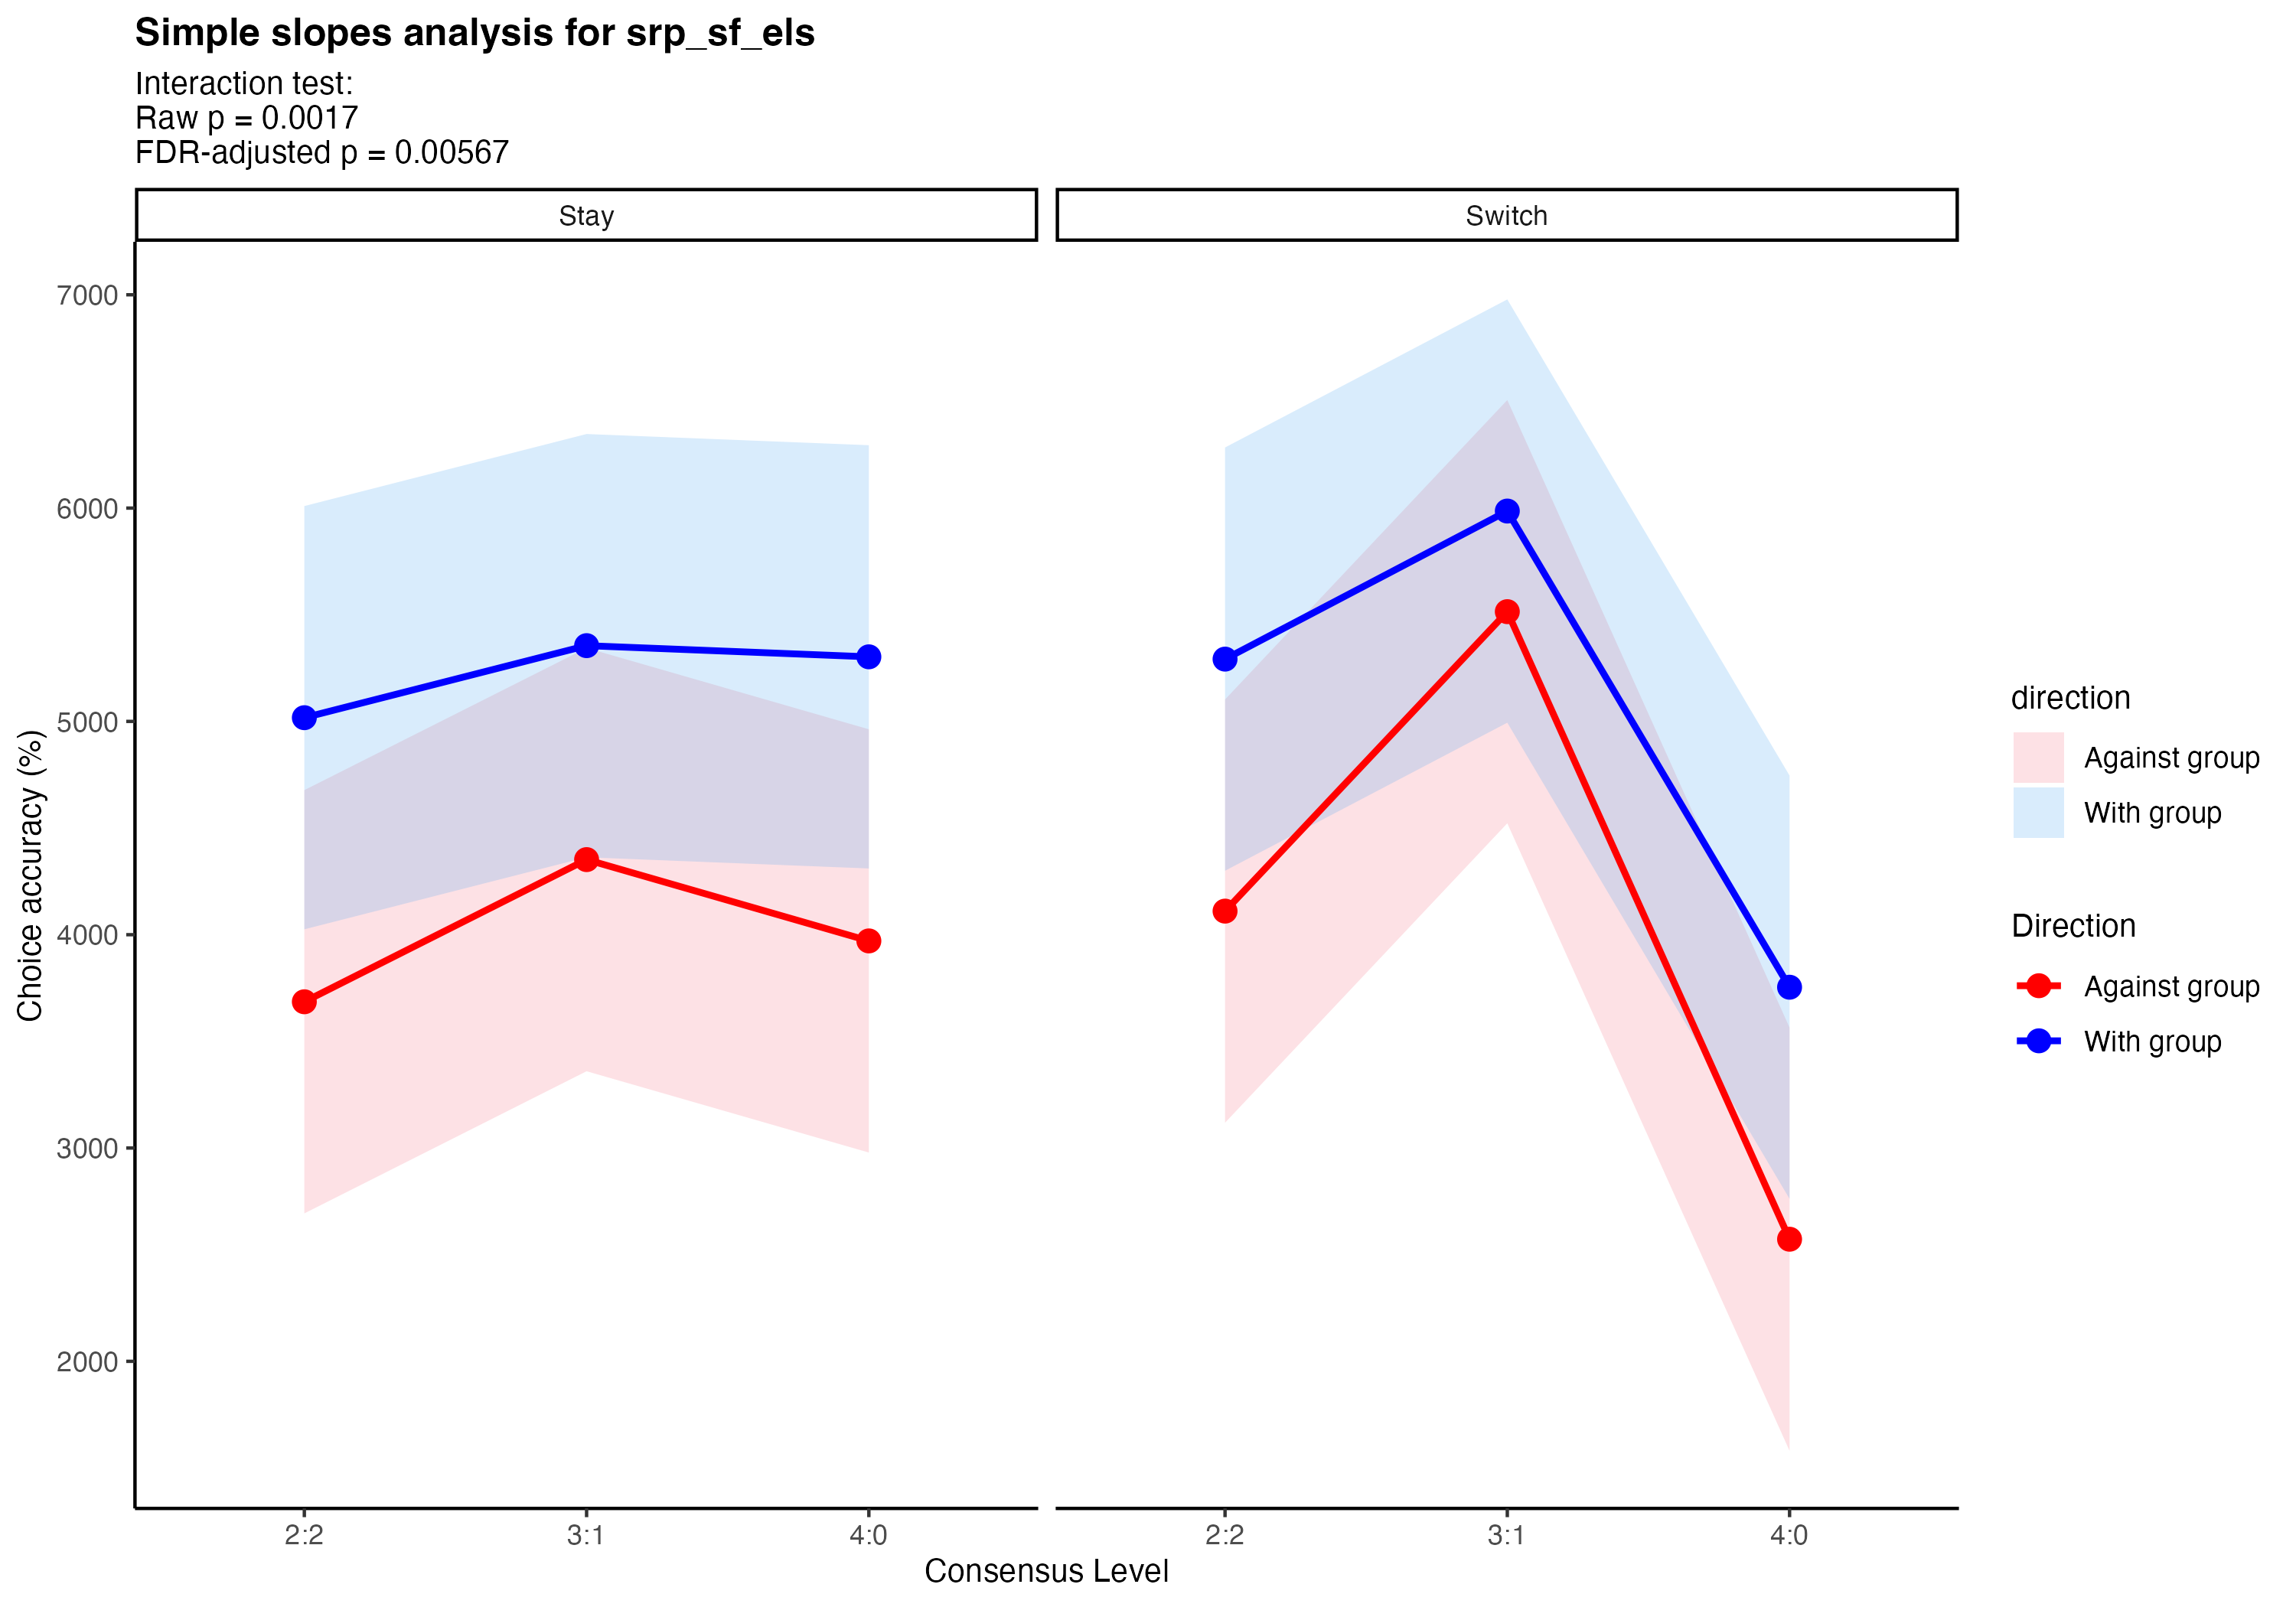 Simple slopes analysis for srp_sf_els
Interaction test:
Raw p = 0.0017
FDR-adjusted p = 0.00567
Stay
Switch
7000
6000
5000
4000
3000
2000
Choice accuracy (%)
2:2
3:1
4:0
2:2
3:1
4:0
Consensus Level
direction
Against group
With group
Direction
Against group
With group